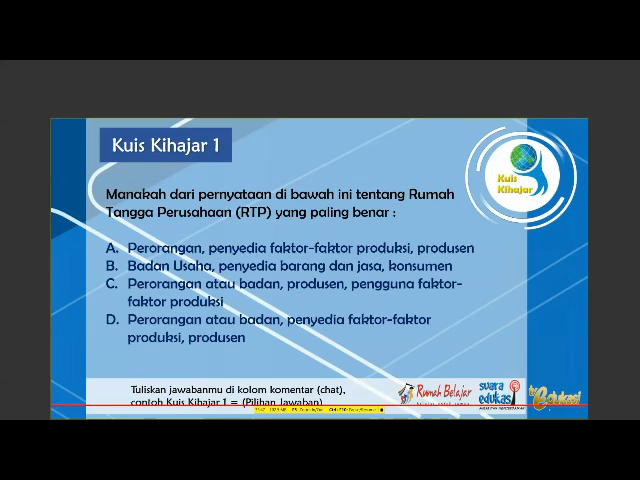 Kuis Kihajar 1
Kuis
Kihajar
Manakah dari pernyataan di bawah ini tentang Rumah
Tangga Perusahaan (RTP) yang paling benar :
A. Perorangan, penyedia faktor-faktor produksi, produsen
B. Badan Usaha, penyedia barang dan jasa, konsumen
C. Perorangan atau badan, produsen, pengguna faktor-
faktor produksi
D. Perorangan atau badan, penyedia faktor-faktor
produksi, produsen
Tuliskan jawabanmu di kolom komentar (chat),
contoh Kuis Kihajar 1 = (Pilihan Jawaban)
Rumah Belajar
suara
edukasi
tv Edukasi